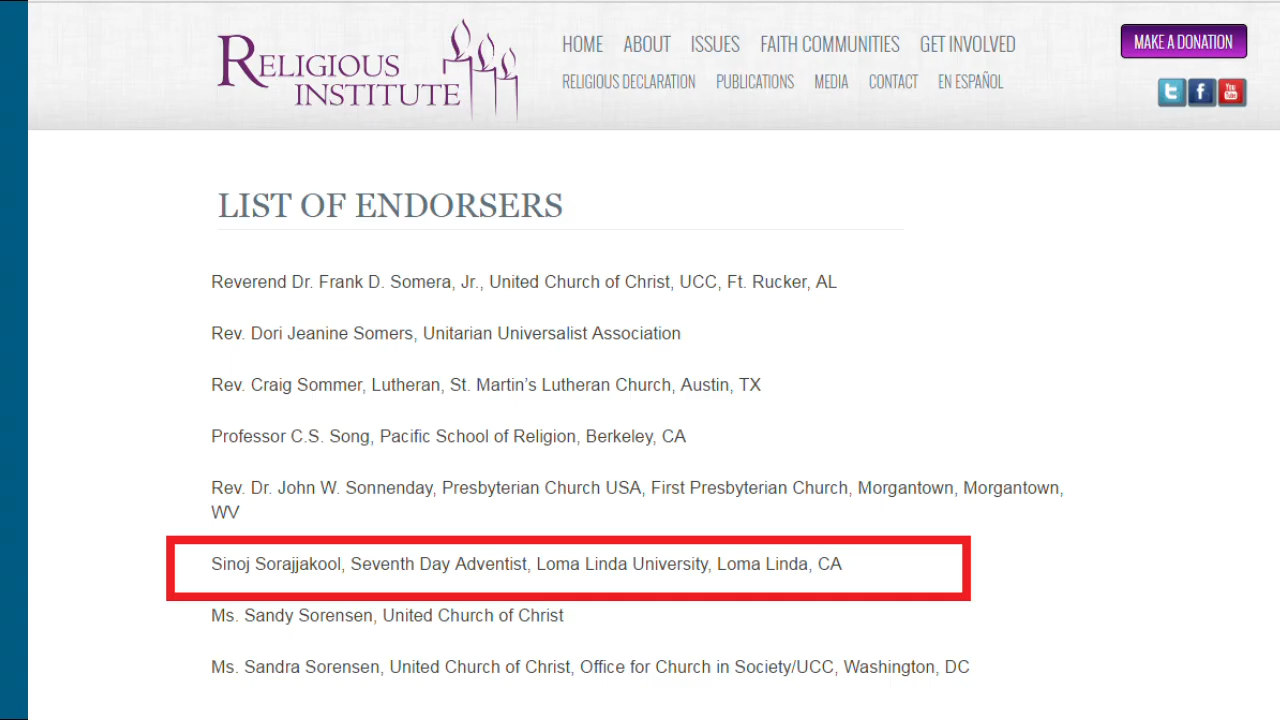 RELIGIOUS
INSTITUTE
HOME ABOUT ISSUES FAITH COMMUNITIES GET INVOLVED
RELIGIOUS DECLARATION PUBLICATIONS MEDIA CONTACT EN ESPAÑOL
MAKE A DONATION
t f You Tube
LIST OF ENDORSERS
Reverend Dr. Frank D. Somera, Jr., United Church of Christ, UCC, Ft. Rucker, AL
Rev. Dori Jeanine Somers, Unitarian Universalist Association
Rev. Craig Sommer, Lutheran, St. Martin’s Lutheran Church, Austin, TX
Professor C.S. Song, Pacific School of Religion, Berkeley, CA
Rev. Dr. John W. Sonnenday, Presbyterian Church USA, First Presbyterian Church, Morgantown, Morgantown,
WV
Sinoj Sorajjakool, Seventh Day Adventist, Loma Linda University, Loma Linda, CA
Ms. Sandy Sorensen, United Church of Christ
Ms. Sandra Sorensen, United Church of Christ, Office for Church in Society/UCC, Washington, DC